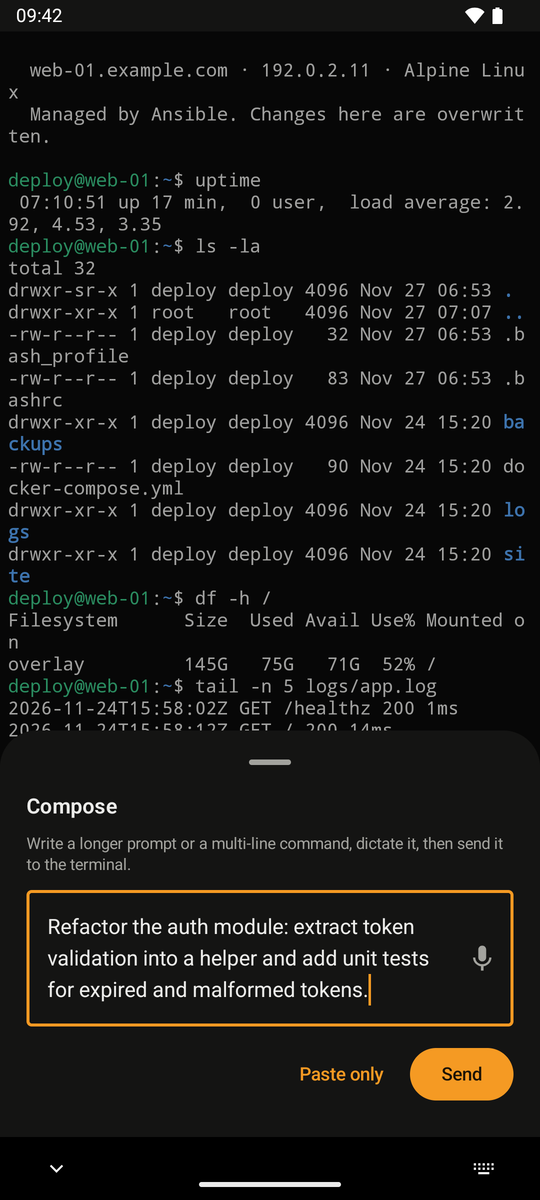 09:42
web-01.example.com · 192.0.2.11 · Alpine Linu
x
Managed by Ansible. Changes here are overwrit
ten.
deploy@web-01:~$ uptime
07:10:51 up 17 min,  0 user,  load average: 2.
92, 4.53, 3.35
deploy@web-01:~$ ls -la
total 32
drwxr-sr-x 1 deploy deploy 4096 Nov 27 06:53 .
drwxr-xr-x 1 root   root   4096 Nov 27 07:07 ..
-rw-r--r-- 1 deploy deploy   32 Nov 27 06:53 .b
ash_profile
-rw-r--r-- 1 deploy deploy   83 Nov 27 06:53 .b
ashrc
drwxr-xr-x 1 deploy deploy 4096 Nov 24 15:20 ba
ckups
-rw-r--r-- 1 deploy deploy   90 Nov 24 15:20 do
cker-compose.yml
drwxr-xr-x 1 deploy deploy 4096 Nov 24 15:20 lo
gs
drwxr-xr-x 1 deploy deploy 4096 Nov 24 15:20 si
te
deploy@web-01:~$ df -h /
Filesystem      Size  Used Avail Use% Mounted o
n
overlay         145G   75G   71G  52% /
deploy@web-01:~$ tail -n 5 logs/app.log
2026-11-24T15:58:02Z GET /healthz 200 1ms
2026-11-24T15:58:12Z GET / 200 14ms
Compose
Write a longer prompt or a multi-line command, dictate it, then send it
to the terminal.
Refactor the auth module: extract token
validation into a helper and add unit tests
for expired and malformed tokens.
Paste only
Send